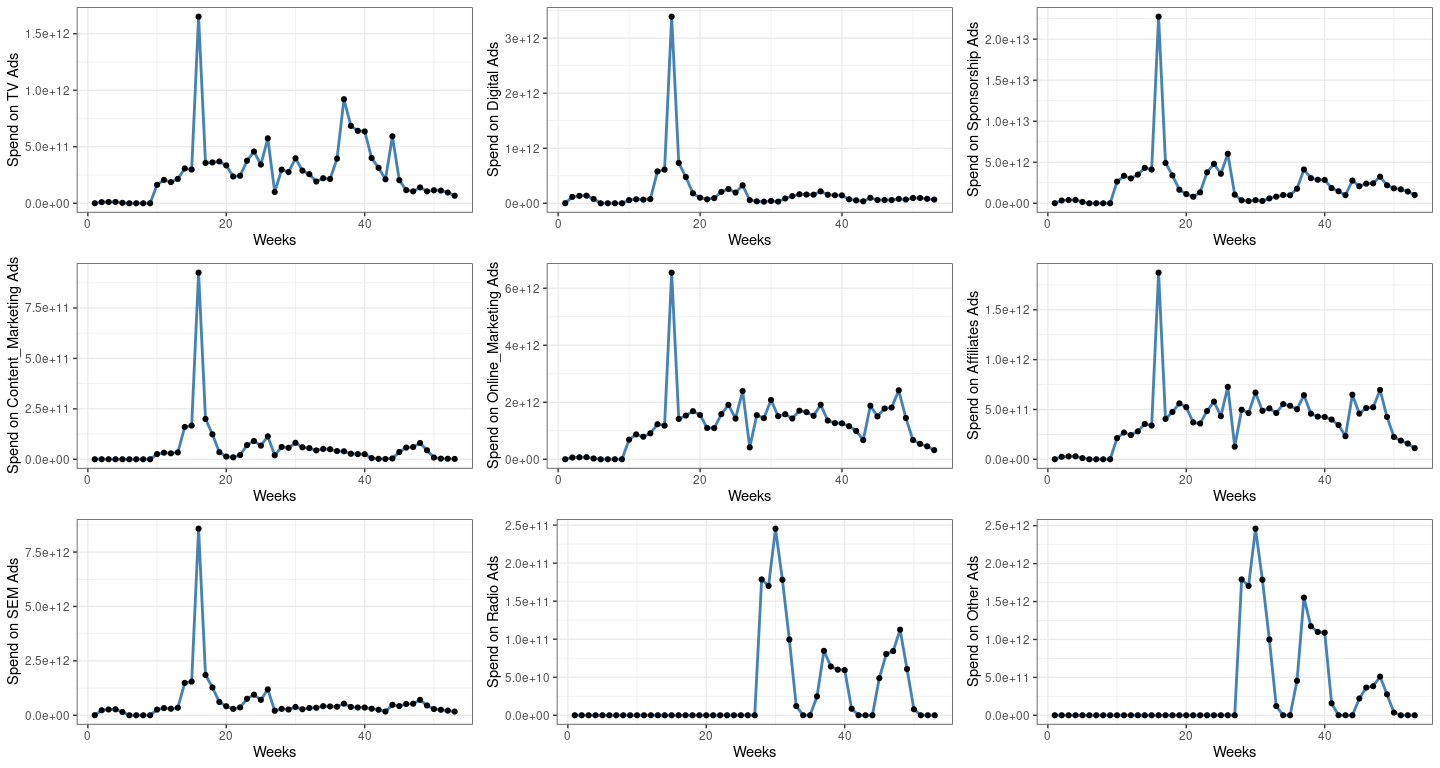 Spend on TV Ads
1.5e+12
1.0e+12
5.0e+11
0.0e+00
0 20 40
Weeks
Spend on Digital Ads
3e+12
2e+12
1e+12
0e+00
0 20 40
Weeks
Spend on Sponsorship Ads
2.0e+13
1.5e+13
1.0e+13
5.0e+12
0.0e+00
0 20 40
Weeks
Spend on Content_Marketing Ads
7.5e+11
5.0e+11
2.5e+11
0.0e+00
0 20 40
Weeks
Spend on Online_Marketing Ads
6e+12
4e+12
2e+12
0e+00
0 20 40
Weeks
Spend on Affiliates Ads
1.5e+12
1.0e+12
5.0e+11
0.0e+00
0 20 40
Weeks
Spend on SEM Ads
7.5e+12
5.0e+12
2.5e+12
0.0e+00
0 20 40
Weeks
Spend on Radio Ads
2.5e+11
2.0e+11
1.5e+11
1.0e+11
5.0e+10
0.0e+00
0 20 40
Weeks
Spend on Other Ads
2.5e+12
2.0e+12
1.5e+12
1.0e+12
5.0e+11
0.0e+00
0 20 40
Weeks